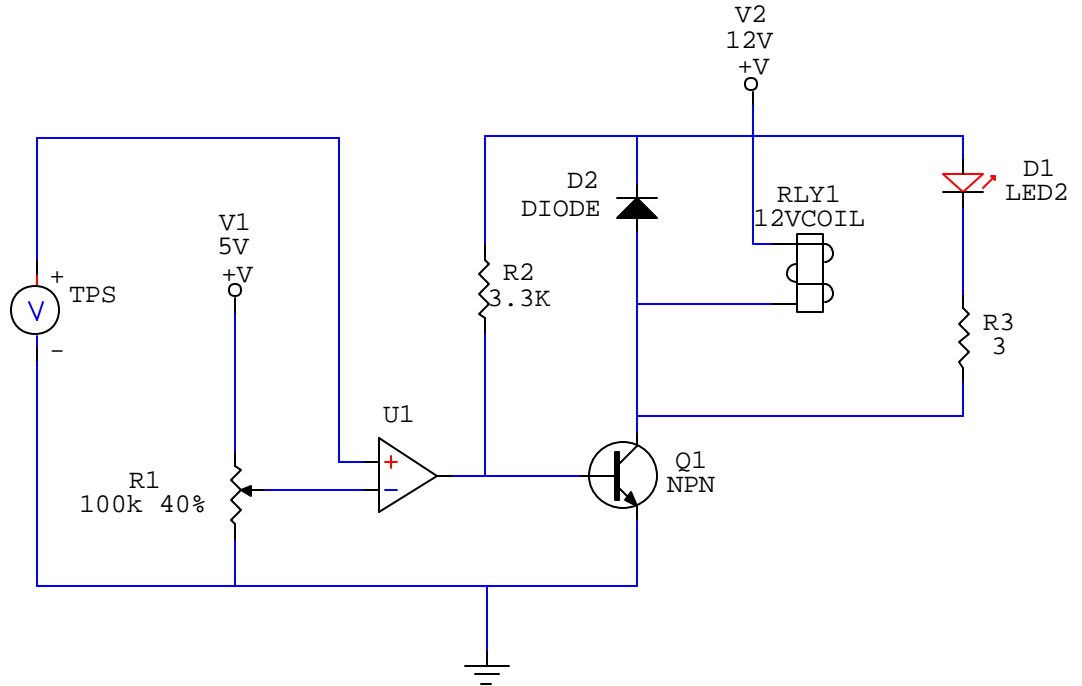 V2
12V
+V
D2
DIODE
D1
LED2
RLY1
12VCOIL
V1
5V
+V
+
TPS
V
−
R2
3.3K
R3
3
U1
+
−
R1
100k 40%
Q1
NPN